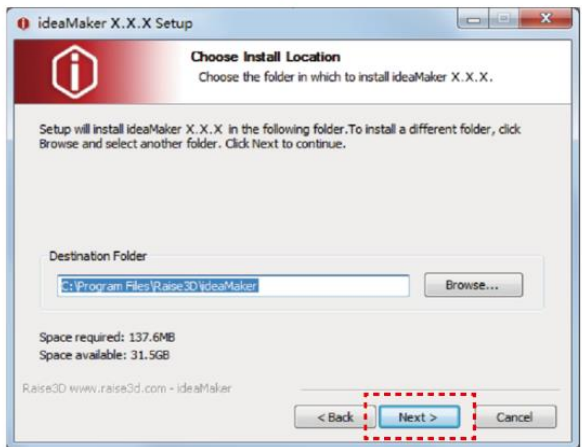 ideaMaker X.X.X Setup
Choose Install Location
Choose the folder in which to install ideaMaker X.X.X.
Setup will install ideaMaker X.X.X in the following folder.To install a different folder, click
Browse and select another folder. Click Next to continue.
Destination Folder
C:\Program Files\Raise3D\ideaMaker
Browse...
Space required: 137.6MB
Space available: 31.5GB
Raise3D www.raise3d.com - ideaMaker
< Back Next > Cancel